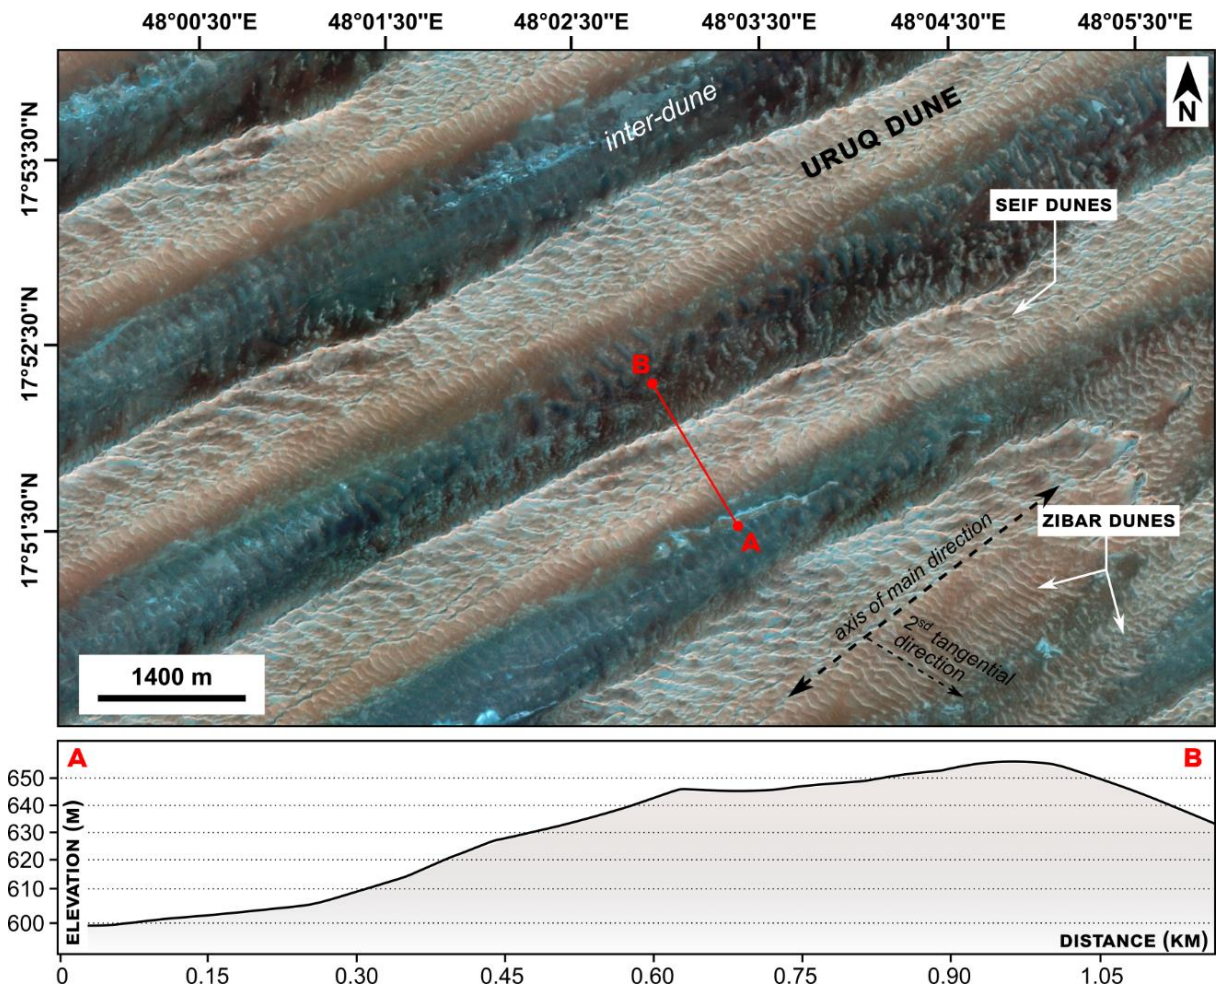 48°00'30"E 48°01'30"E 48°02'30"E 48°03'30"E 48°04'30"E 48°05'30"E
17°53'30"N
17°52'30"N
17°51'30"N
inter-dune
URUQ DUNE
N
SEIF DUNES
B
A
ZIBAR DUNES
axis of main direction
2sd tangential
direction
1400 m
A
B
ELEVATION (M)
650
640
630
620
610
600
DISTANCE (KM)
0 0.15 0.30 0.45 0.60 0.75 0.90 1.05